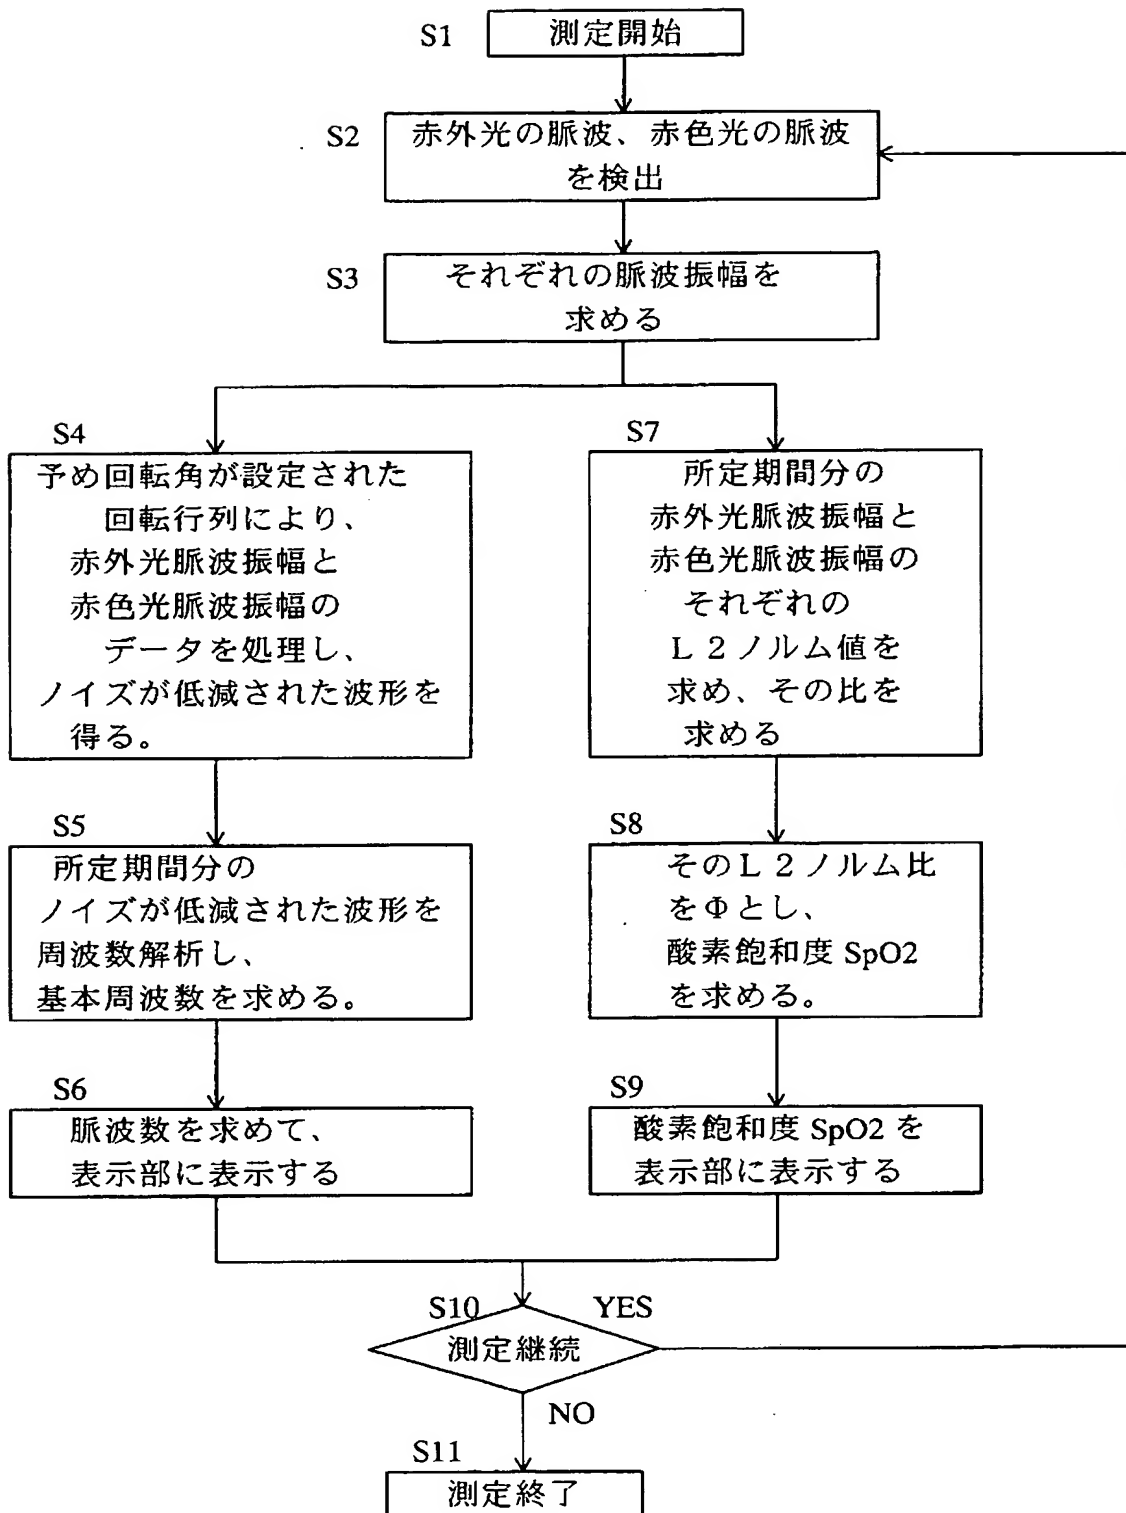 S1
測定開始
S2
赤外光の脈波、赤色光の脈波
を検出
S3
それぞれの脈波振幅を
求める
S4
予め回転角が設定された
回転行列により、
赤外光脈波振幅と
赤色光脈波振幅の
データを処理し、
ノイズが低減された波形を
得る。
S7
所定期間分の
赤外光脈波振幅と
赤色光脈波振幅の
それぞれの
Ｌ２ノルム値を
求め、その比を
求める
S5
所定期間分の
ノイズが低減された波形を
周波数解析し、
基本周波数を求める。
S8
そのＬ２ノルム比
をΦとし、
酸素飽和度 SpO2
を求める。
S6
脈波数を求めて、
表示部に表示する
S9
酸素飽和度 SpO2 を
表示部に表示する
S10
YES
測定継続
NO
S11
測定終了